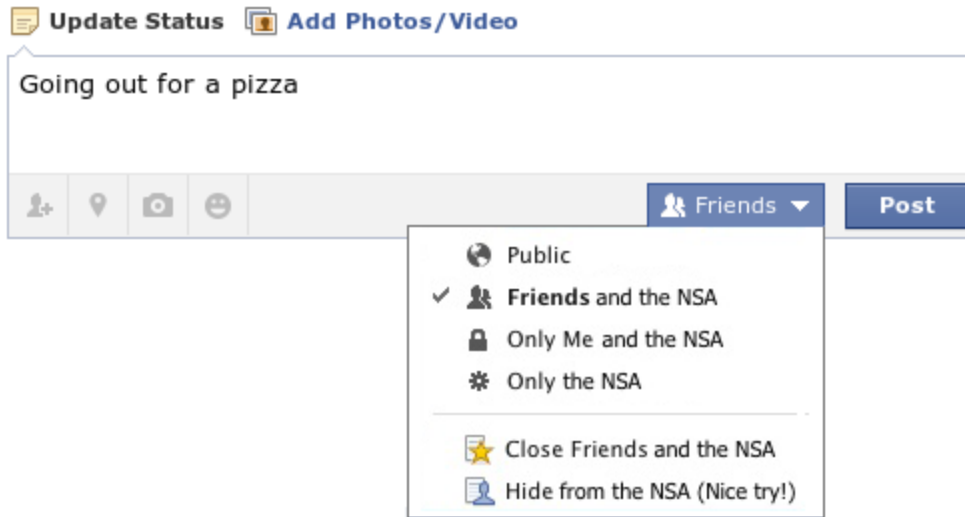 Update Status Add Photos/Video
Going out for a pizza
Friends Post
Public
Friends and the NSA
Only Me and the NSA
Only the NSA
Close Friends and the NSA
Hide from the NSA (Nice try!)